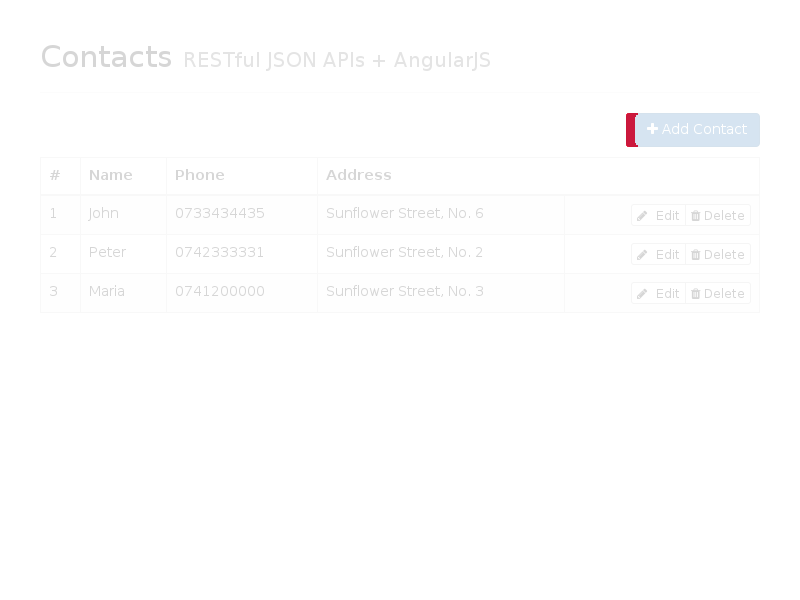 Contacts RESTful JSON APIs + AngularJS
Add Contact
# Name Phone Address
1 John 0733434435 Sunflower Street, No. 6 Edit Delete
2 Peter 0742333331 Sunflower Street, No. 2 Edit Delete
3 Maria 0741200000 Sunflower Street, No. 3 Edit Delete